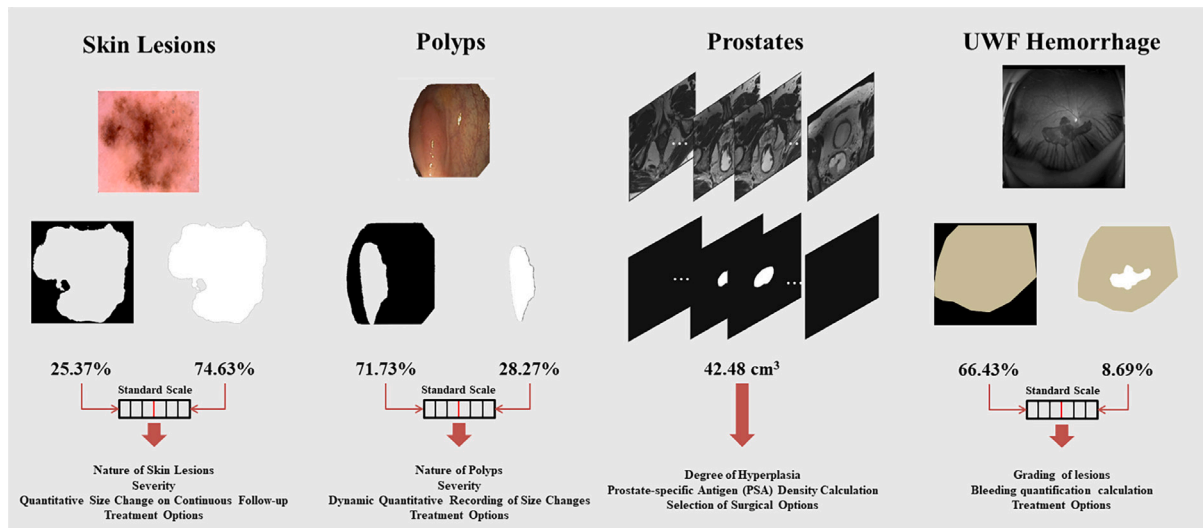 Skin Lesions
Polyps
Prostates
UWF Hemorrhage
25.37%
74.63%
Standard Scale
71.73%
28.27%
Standard Scale
42.48 cm³
66.43%
8.69%
Standard Scale
Nature of Skin Lesions
Severity
Quantitative Size Change on Continuous Follow-up
Treatment Options
Nature of Polyps
Severity
Dynamic Quantitative Recording of Size Changes
Treatment Options
Degree of Hyperplasia
Prostate-specific Antigen (PSA) Density Calculation
Selection of Surgical Options
Grading of lesions
Bleeding quantification calculation
Treatment Options